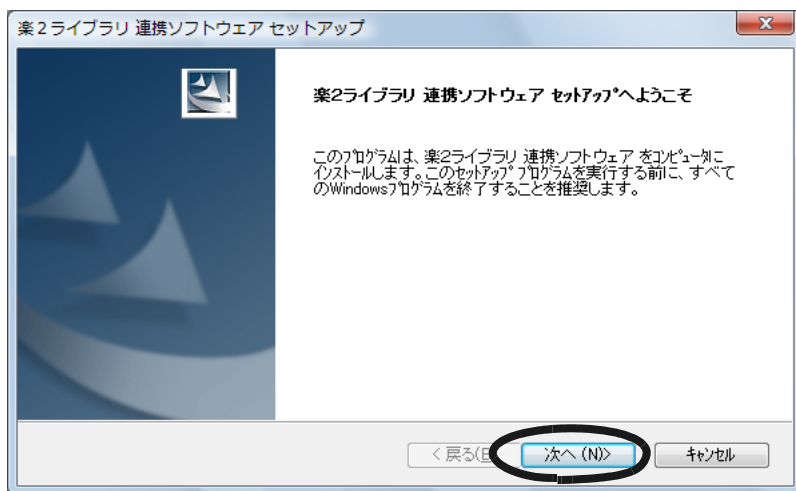 楽2ライブラリ 連携ソフトウェア セットアップ
楽2ライブラリ 連携ソフトウェア ｾｯﾄｱｯﾌﾟへようこそ
このﾌﾟﾛｸﾞﾗﾑは、楽2ライブラリ 連携ソフトウェア をｺﾝﾋﾟｭｰﾀに
ｲﾝｽﾄｰﾙします。このｾｯﾄｱｯﾌﾟ ﾌﾟﾛｸﾞﾗﾑを実行する前に、すべて
のWindowsﾌﾟﾛｸﾞﾗﾑを終了することを推奨します。
< 戻る(B 次へ (N)> ｷｬﾝｾﾙ